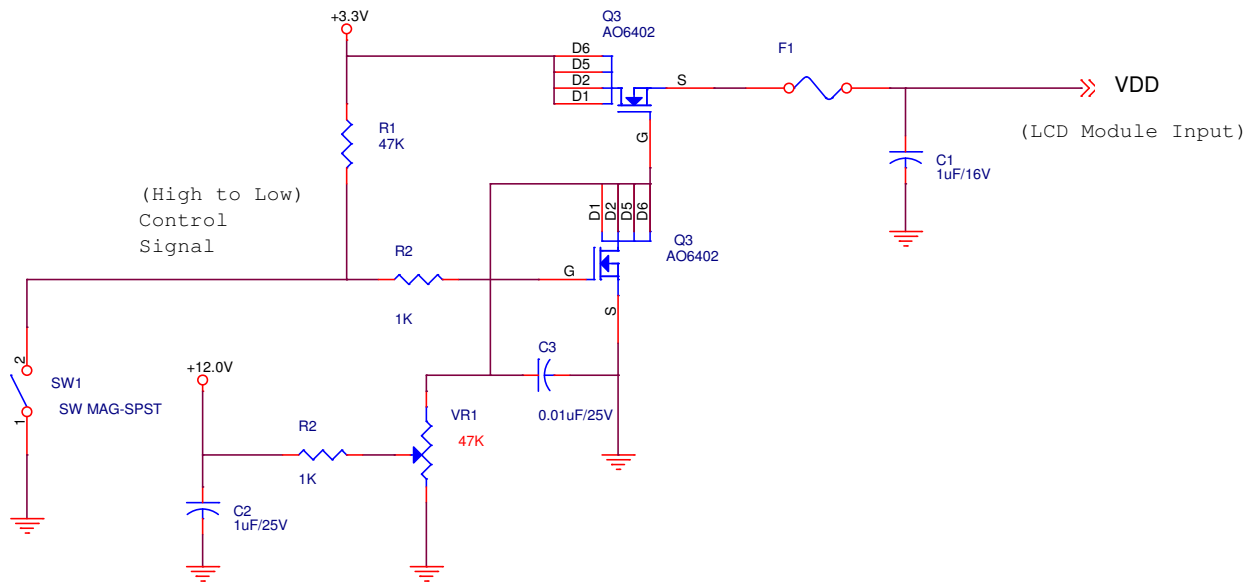 +3.3V
Q3
AO6402
D6
D5
D2
D1
S
G
F1
VDD
(LCD Module Input)
R1
47K
C1
1uF/16V
(High to Low)
Control
Signal
D1
D2
D5
D6
Q3
AO6402
R2
1K
G
S
2
1
SW1
SW MAG-SPST
+12.0V
C3
0.01uF/25V
VR1
47K
R2
1K
C2
1uF/25V